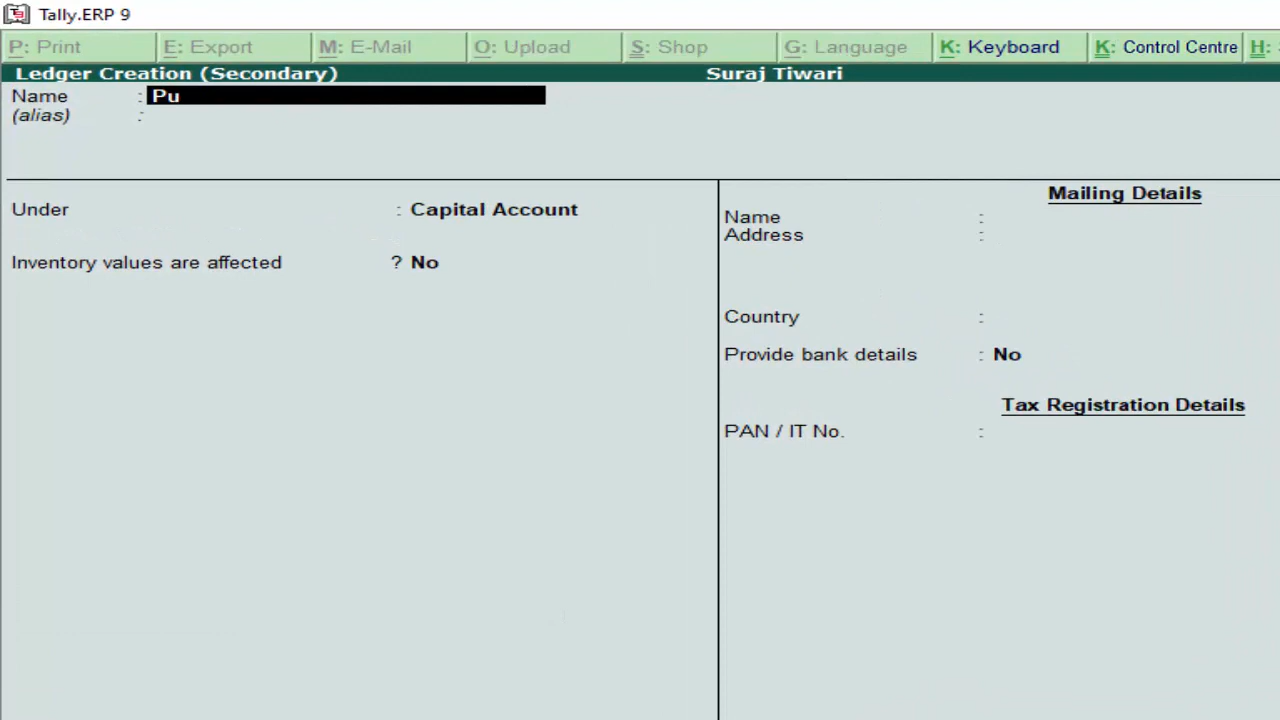 Tally.ERP 9
P: Print E: Export M: E-Mail O: Upload S: Shop G: Language K: Keyboard K: Control Centre H:
Ledger Creation (Secondary) Suraj Tiwari
Name : Pu
(alias) :
Under : Capital Account
Inventory values are affected ? No
Mailing Details
Name :
Address :
Country :
Provide bank details : No
Tax Registration Details
PAN / IT No. :